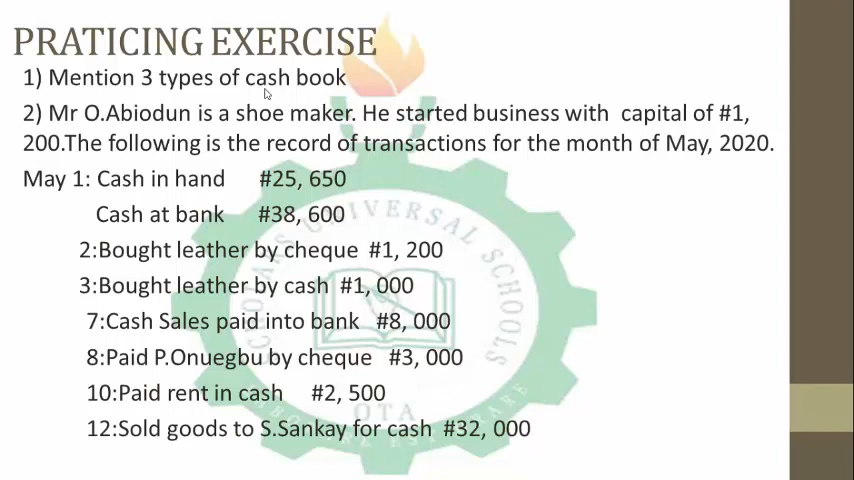 PRATICING EXERCISE
1) Mention 3 types of cash book
2) Mr O.Abiodun is a shoe maker. He started business with capital of #1,
200.The following is the record of transactions for the month of May, 2020.
May 1: Cash in hand #25, 650
Cash at bank #38, 600
2:Bought leather by cheque #1, 200
3:Bought leather by cash #1, 000
7:Cash Sales paid into bank #8, 000
8:Paid P.Onuegbu by cheque #3, 000
10:Paid rent in cash #2, 500
12:Sold goods to S.Sankay for cash #32, 000
UNIVERSAL SCHOOLS
OTA